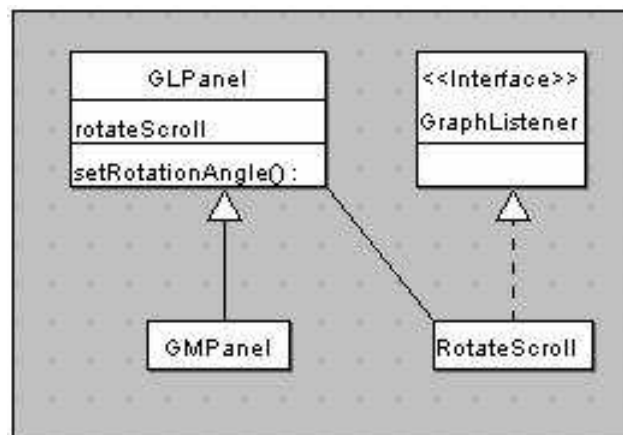 GLPanel
rotateScroll
setRotationAngle() :
<<Interface>>
GraphListener
GMPanel
RotateScroll